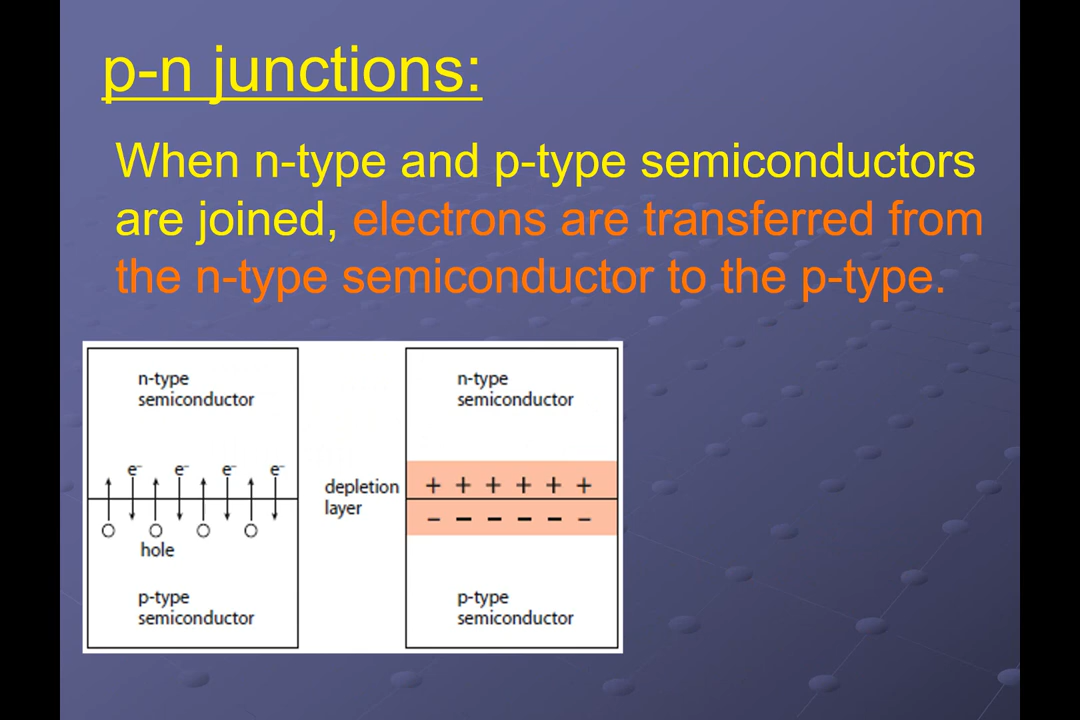 p-n junctions:
When n-type and p-type semiconductors
are joined, electrons are transferred from
the n-type semiconductor to the p-type.
n-type
semiconductor
e⁻ e⁻ e⁻ e⁻
O O O O
hole
p-type
semiconductor
depletion
layer
n-type
semiconductor
+ + + + + +
− − − − − −
p-type
semiconductor